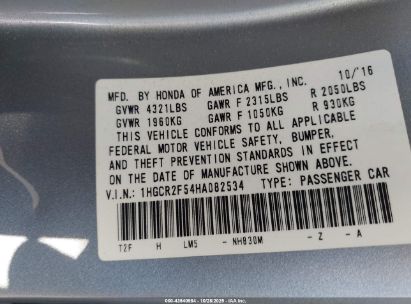 MFD. BY HONDA OF AMERICA MFG., INC. 10/'16
GVWR 4321LBS GAWR F 2315LBS R 2050LBS
GVWR 1960KG GAWR F 1050KG R 930KG
THIS VEHICLE CONFORMS TO ALL APPLICABLE
FEDERAL MOTOR VEHICLE SAFETY, BUMPER,
AND THEFT PREVENTION STANDARDS IN EFFECT
ON THE DATE OF MANUFACTURE SHOWN ABOVE.
V.I.N.: 1HGCR2F54HA082534 TYPE: PASSENGER CAR
T2F H LM5 - NH830M - Z - A